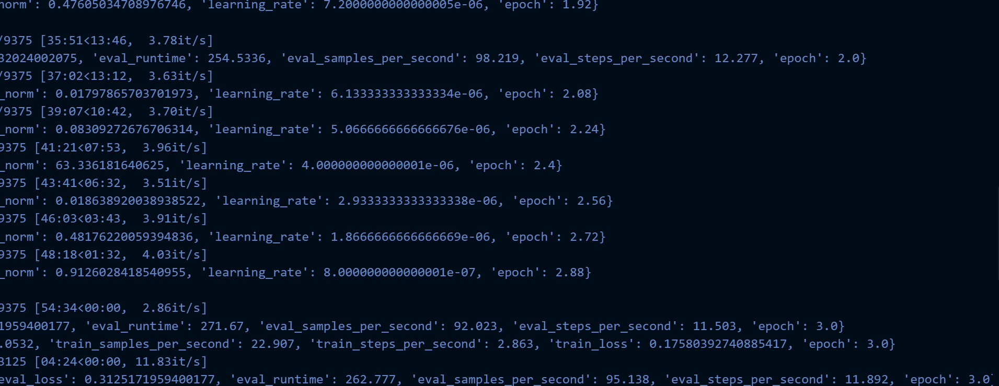 norm': 0.47605034708976746, 'learning_rate': 7.2000000000000005e-06, 'epoch': 1.92}
/9375 [35:51<13:46,  3.78it/s]
32024002075, 'eval_runtime': 254.5336, 'eval_samples_per_second': 98.219, 'eval_steps_per_second': 12.277, 'epoch': 2.0}
/9375 [37:02<13:12,  3.63it/s]
_norm': 0.01797865703701973, 'learning_rate': 6.133333333333334e-06, 'epoch': 2.08}
/9375 [39:07<10:42,  3.70it/s]
_norm': 0.08309272676706314, 'learning_rate': 5.0666666666666676e-06, 'epoch': 2.24}
9375 [41:21<07:53,  3.96it/s]
_norm': 63.336181640625, 'learning_rate': 4.000000000000001e-06, 'epoch': 2.4}
9375 [43:41<06:32,  3.51it/s]
_norm': 0.018638920038938522, 'learning_rate': 2.9333333333333338e-06, 'epoch': 2.56}
9375 [46:03<03:43,  3.91it/s]
_norm': 0.48176220059394836, 'learning_rate': 1.8666666666666669e-06, 'epoch': 2.72}
9375 [48:18<01:32,  4.03it/s]
_norm': 0.9126028418540955, 'learning_rate': 8.000000000000001e-07, 'epoch': 2.88}
9375 [54:34<00:00,  2.86it/s]
1959400177, 'eval_runtime': 271.67, 'eval_samples_per_second': 92.023, 'eval_steps_per_second': 11.503, 'epoch': 3.0}
.0532, 'train_samples_per_second': 22.907, 'train_steps_per_second': 2.863, 'train_loss': 0.17580392740885417, 'epoch': 3.0}
3125 [04:24<00:00, 11.83it/s]
eval_loss': 0.3125171959400177, 'eval_runtime': 262.777, 'eval_samples_per_second': 95.138, 'eval_steps_per_second': 11.892, 'epoch': 3.0